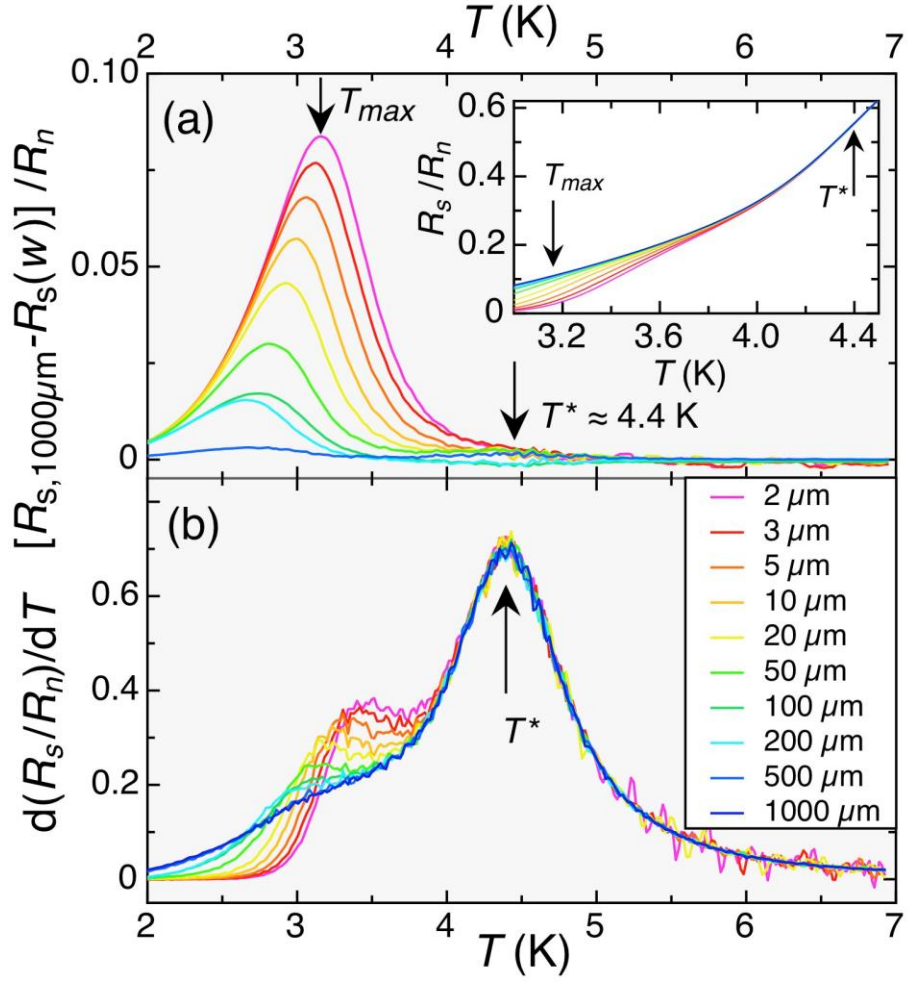 T (K)
2 3 4 5 6 7
0.10
0.05
0
[R_s,1000µm-R_s(w)] /R_n
(a)
T_max
T* ≈ 4.4 K
0.6
0.4
0.2
0
R_s/R_n
T_max
T*
3.2 3.6 4.0 4.4
T (K)
(b)
T*
0.6
0.4
0.2
0
d(R_s/R_n)/dT
2 µm
3 µm
5 µm
10 µm
20 µm
50 µm
100 µm
200 µm
500 µm
1000 µm
2 3 4 5 6 7
T (K)